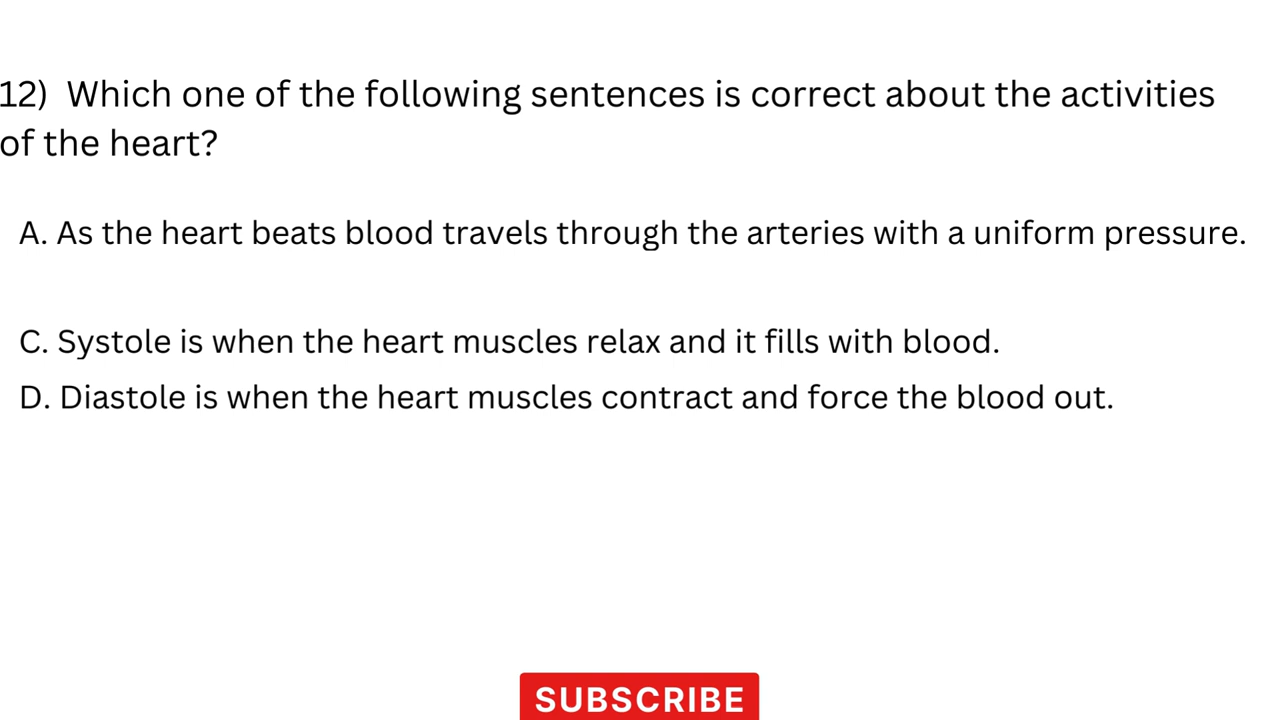 12) Which one of the following sentences is correct about the activities
of the heart?
A. As the heart beats blood travels through the arteries with a uniform pressure.
C. Systole is when the heart muscles relax and it fills with blood.
D. Diastole is when the heart muscles contract and force the blood out.
SUBSCRIBE